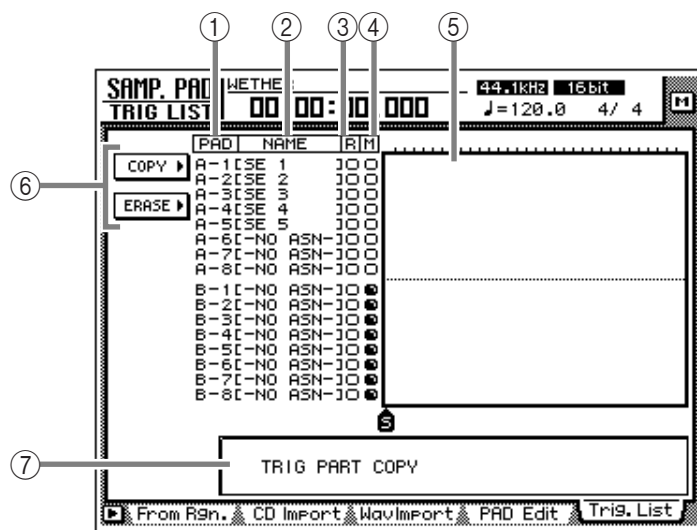 ① ② ③ ④ ⑤
SAMP. PAD WETHER
TRIG LIST 00 00:00.000
44.1kHz 16bit
♩=120.0 4/ 4
M
PAD NAME R M
⑥
COPY
ERASE
A-1[SE 1 ]
A-2[SE 2 ]
A-3[SE 3 ]
A-4[SE 4 ]
A-5[SE 5 ]
A-6[-NO ASN-]
A-7[-NO ASN-]
A-8[-NO ASN-]
B-1[-NO ASN-]
B-2[-NO ASN-]
B-3[-NO ASN-]
B-4[-NO ASN-]
B-5[-NO ASN-]
B-6[-NO ASN-]
B-7[-NO ASN-]
B-8[-NO ASN-]
S
⑦ TRIG PART COPY
From Rgn. CD Import WavImport PAD Edit Trig. List